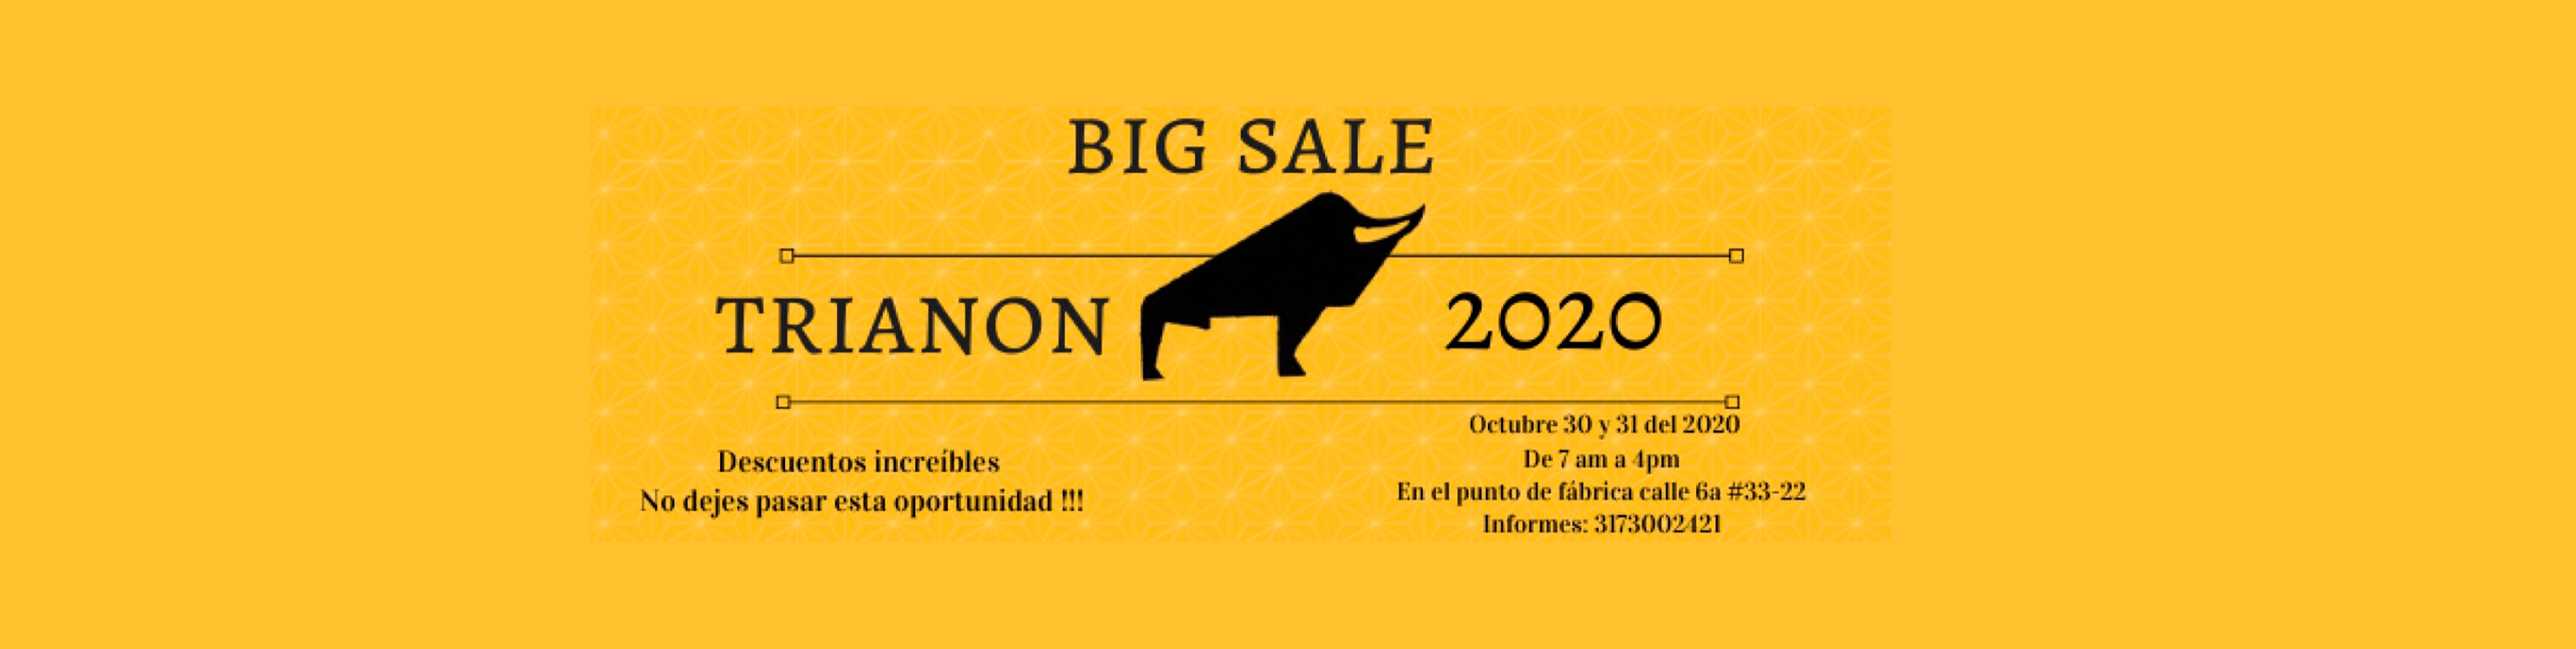 BIG SALE
TRIANON 2020
Descuentos increíbles
No dejes pasar esta oportunidad !!!
Octubre 30 y 31 del 2020
De 7 am a 4pm
En el punto de fábrica calle 6a #33-22
Informes: 3173002421